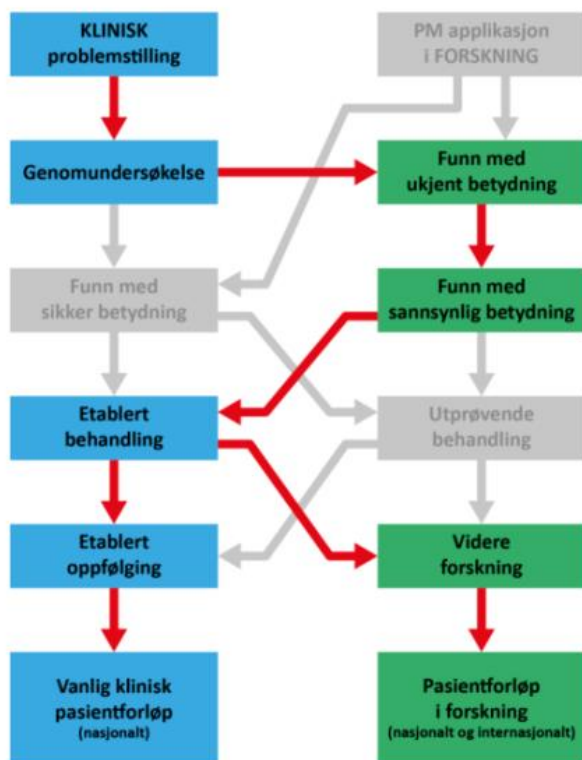 KLINISK
problemstilling
PM applikasjon
i FORSKNING
Genomundersøkelse
Funn med
ukjent betydning
Funn med
sikker betydning
Funn med
sannsynlig betydning
Etablert
behandling
Utprøvende
behandling
Etablert
oppfølging
Videre
forskning
Vanlig klinisk
pasientforløp
(nasjonalt)
Pasientforløp
i forskning
(nasjonalt og internasjonalt)